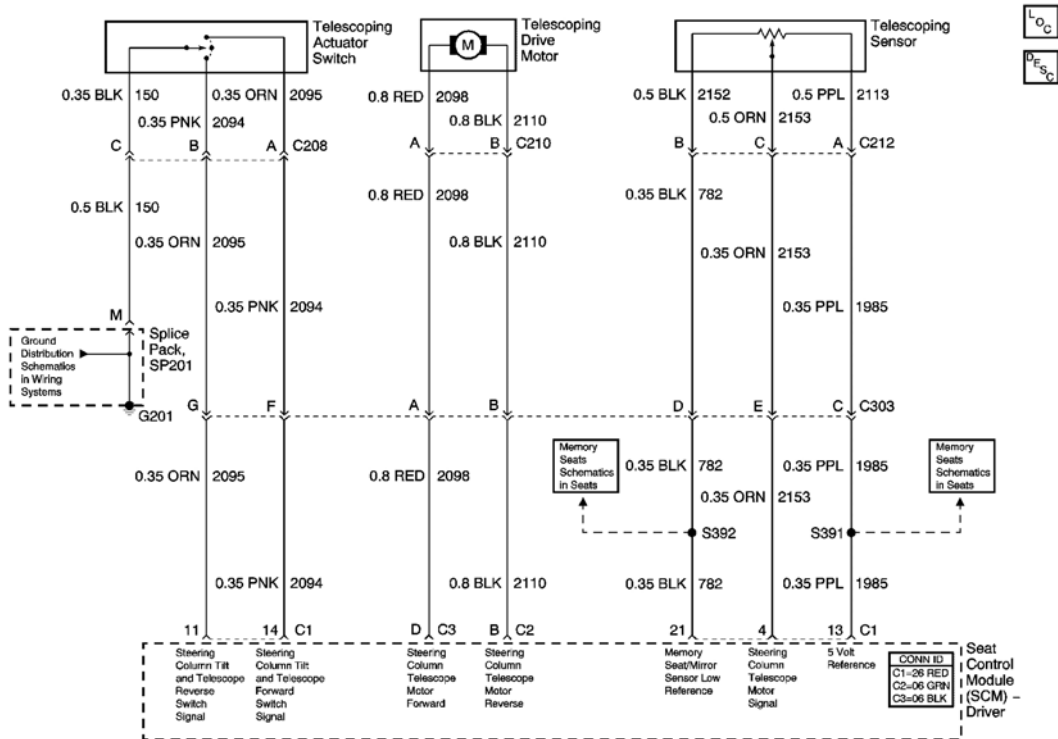 Telescoping
Actuator
Switch
Telescoping
Drive
Motor
M
Telescoping
Sensor
LOC
DESC
0.35 BLK 150
0.35 ORN 2095
0.35 PNK 2094
0.8 RED 2098
0.8 BLK 2110
0.5 BLK 2152
0.5 PPL 2113
0.5 ORN 2153
C B A C208
A B C210
B C A C212
0.5 BLK 150
0.8 RED 2098
0.35 BLK 782
0.35 ORN 2095
0.8 BLK 2110
0.35 ORN 2153
0.35 PNK 2094
0.35 PPL 1985
M
Ground
Distribution
Schematics
in Wiring
Systems
Splice
Pack,
SP201
G201
G F A B D E C C303
0.35 ORN 2095
0.8 RED 2098
Memory
Seats
Schematics
in Seats
0.35 BLK 782
0.35 PPL 1985
0.35 ORN 2153
Memory
Seats
Schematics
in Seats
S392
S391
0.35 PNK 2094
0.8 BLK 2110
0.35 BLK 782
0.35 PPL 1985
11 14 C1
D C3 B C2
21 4 13 C1
Steering
Column Tilt
and Telescope
Reverse
Switch
Signal
Steering
Column Tilt
and Telescope
Forward
Switch
Signal
Steering
Column
Telescope
Motor
Forward
Steering
Column
Telescope
Motor
Reverse
Memory
Seat/Mirror
Sensor Low
Reference
Steering
Column
Telescope
Motor
Signal
5 Volt
Reference
CONN ID
C1=26 RED
C2=06 GRN
C3=06 BLK
Seat
Control
Module
(SCM) –
Driver